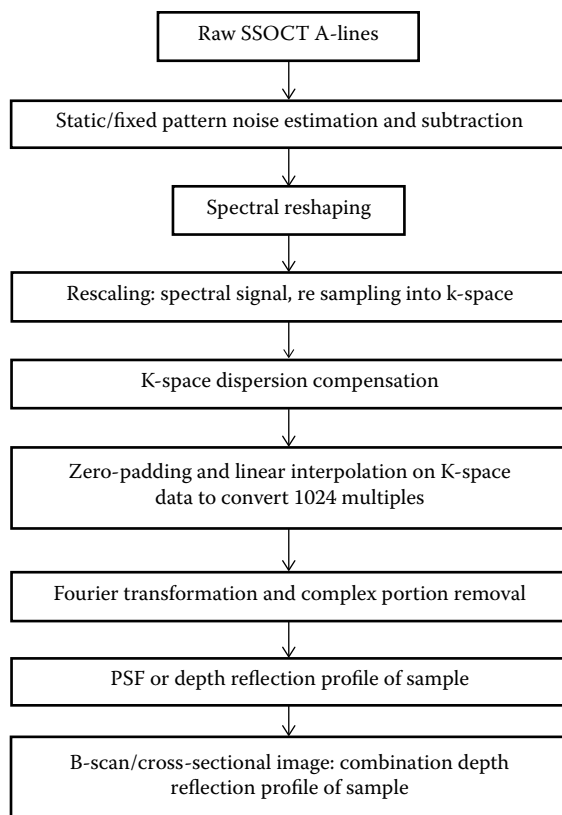 Raw SSOCT A-lines
Static/fixed pattern noise estimation and subtraction
Spectral reshaping
Rescaling: spectral signal, re sampling into k-space
K-space dispersion compensation
Zero-padding and linear interpolation on K-space
data to convert 1024 multiples
Fourier transformation and complex portion removal
PSF or depth reflection profile of sample
B-scan/cross-sectional image: combination depth
reflection profile of sample